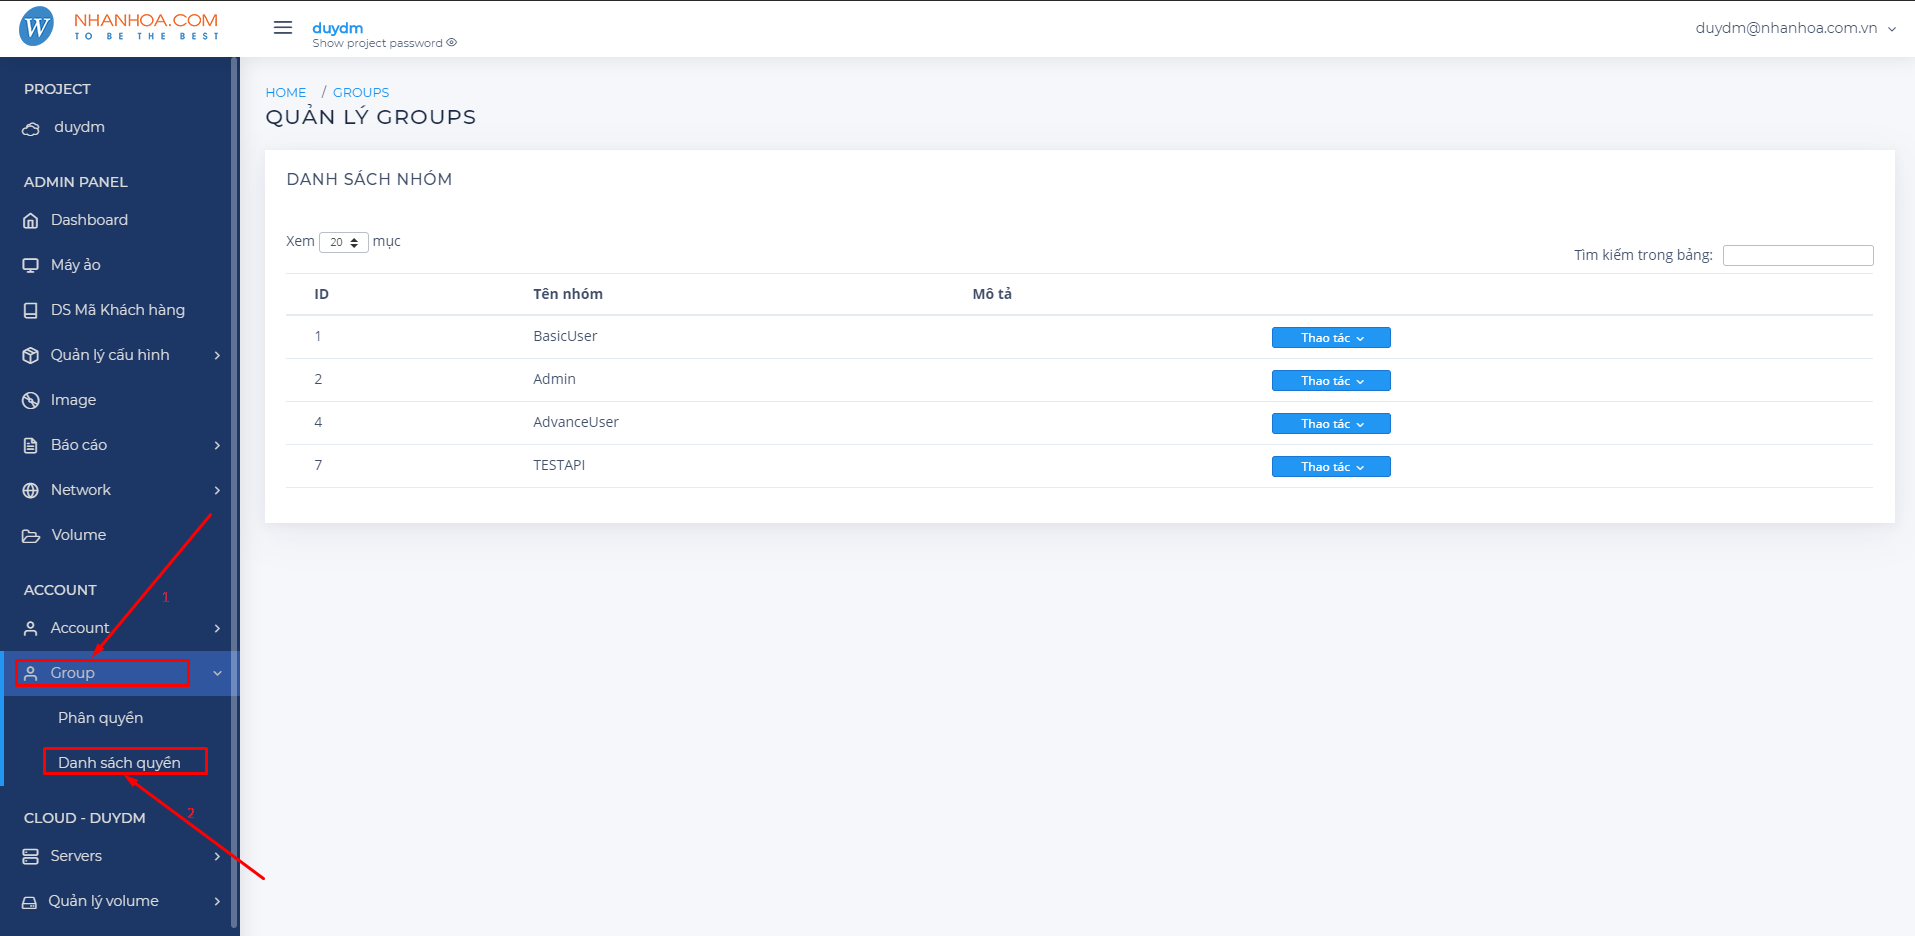 NHANHOA.COM
TO BE THE BEST
duydm
Show project password
duydm@nhanhoa.com.vn
PROJECT
duydm
ADMIN PANEL
Dashboard
Máy ảo
DS Mã Khách hàng
Quản lý cấu hình
Image
Báo cáo
Network
Volume
ACCOUNT
1
Account
Group
Phân quyền
Danh sách quyền
2
CLOUD - DUYDM
Servers
Quản lý volume
HOME / GROUPS
QUẢN LÝ GROUPS
DANH SÁCH NHÓM
Xem 20 mục
Tìm kiếm trong bảng:
ID Tên nhóm Mô tả
1 BasicUser Thao tác
2 Admin Thao tác
4 AdvanceUser Thao tác
7 TESTAPI Thao tác